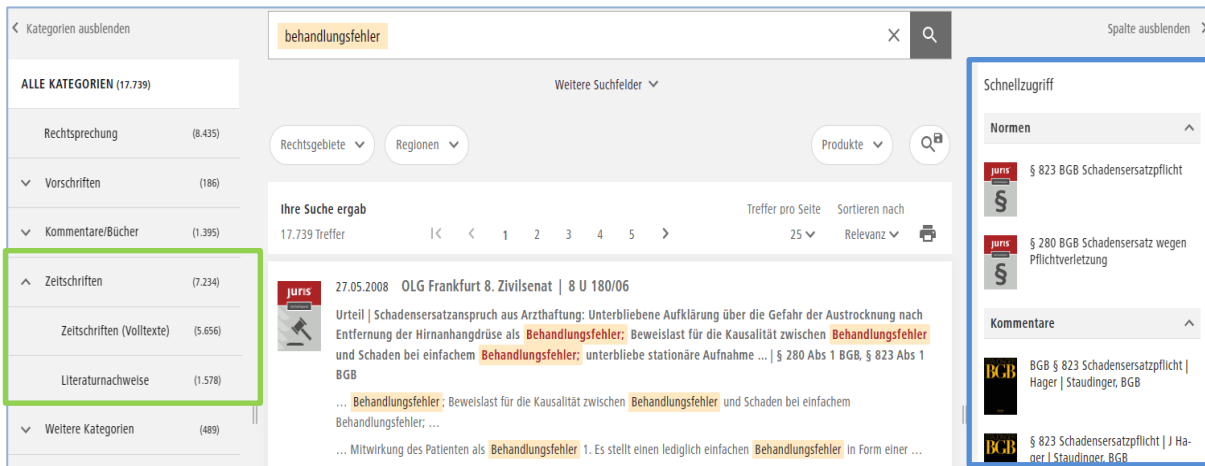 Kategorien ausblenden
ALLE KATEGORIEN (17.739)
Rechtsprechung (8.435)
Vorschriften (186)
Kommentare/Bücher (1.395)
Zeitschriften (7.234)
Zeitschriften (Volltexte) (5.656)
Literaturnachweise (1.578)
Weitere Kategorien (489)
behandlungsfehler
Weitere Suchfelder
Rechtsgebiete Regionen Produkte
Ihre Suche ergab Treffer pro Seite Sortieren nach
17.739 Treffer 1 2 3 4 5 25 Relevanz
juris
27.05.2008 OLG Frankfurt 8. Zivilsenat | 8 U 180/06
Urteil | Schadensersatzanspruch aus Arzthaftung: Unterbliebene Aufklärung über die Gefahr der Austrocknung nach
Entfernung der Hirnanhangdrüse als Behandlungsfehler; Beweislast für die Kausalität zwischen Behandlungsfehler
und Schaden bei einfachem Behandlungsfehler; unterbliebe stationäre Aufnahme ... | § 280 Abs 1 BGB, § 823 Abs 1
BGB
... Behandlungsfehler; Beweislast für die Kausalität zwischen Behandlungsfehler und Schaden bei einfachem
Behandlungsfehler; ...
... Mitwirkung des Patienten als Behandlungsfehler 1. Es stellt einen lediglich einfachen Behandlungsfehler in Form einer ...
Spalte ausblenden
Schnellzugriff
Normen
juris
§
§ 823 BGB Schadensersatzpflicht
juris
§
§ 280 BGB Schadensersatz wegen
Pflichtverletzung
Kommentare
BGB
BGB § 823 Schadensersatzpflicht |
Hager | Staudinger, BGB
BGB
§ 823 Schadensersatzpflicht | J Ha-
ger | Staudinger, BGB